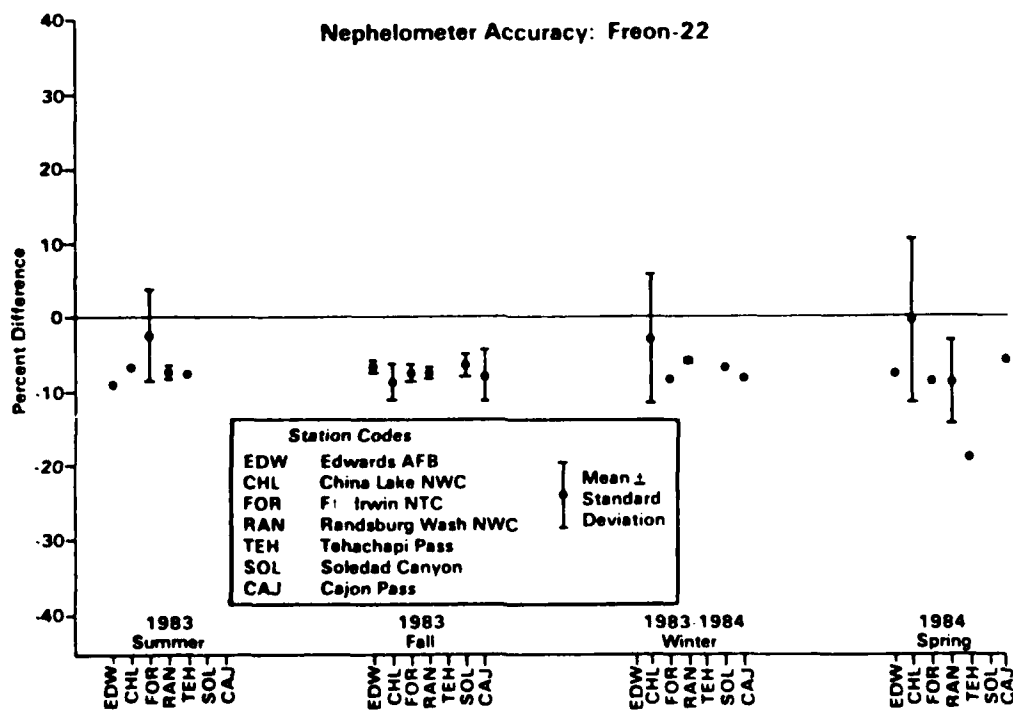 Nephelometer Accuracy: Freon-22
Percent Difference
40
30
20
10
0
-10
-20
-30
-40
Station Codes
EDW Edwards AFB
CHL China Lake NWC
FOR Ft Irwin NTC
RAN Randsburg Wash NWC
TEH Tehachapi Pass
SOL Soledad Canyon
CAJ Cajon Pass
Mean ±
Standard
Deviation
1983
Summer
1983
Fall
1983-1984
Winter
1984
Spring
EDW
CHL
FOR
RAN
TEH
SOL
CAJ
EDW
CHL
FOR
RAN
TEH
SOL
CAJ
EDW
CHL
FOR
RAN
TEH
SOL
CAJ
EDW
CHL
FOR
RAN
TEH
SOL
CAJ